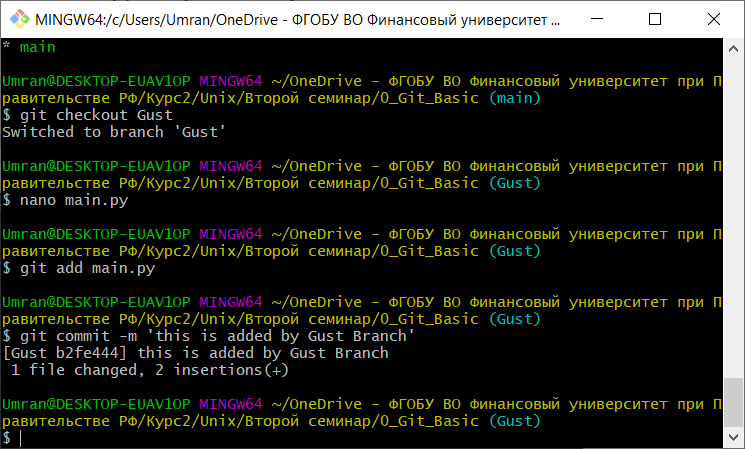 MINGW64:/c/Users/Umran/OneDrive - ФГОБУ ВО Финансовый университет ...
* main
Umran@DESKTOP-EUAV1OP MINGW64 ~/OneDrive - ФГОБУ ВО Финансовый университет при П
равительстве РФ/Курс2/Unix/Второй семинар/O_Git_Basic (main)
$ git checkout Gust
Switched to branch 'Gust'
Umran@DESKTOP-EUAV1OP MINGW64 ~/OneDrive - ФГОБУ ВО Финансовый университет при П
равительстве РФ/Курс2/Unix/Второй семинар/O_Git_Basic (Gust)
$ nano main.py
Umran@DESKTOP-EUAV1OP MINGW64 ~/OneDrive - ФГОБУ ВО Финансовый университет при П
равительстве РФ/Курс2/Unix/Второй семинар/O_Git_Basic (Gust)
$ git add main.py
Umran@DESKTOP-EUAV1OP MINGW64 ~/OneDrive - ФГОБУ ВО Финансовый университет при П
равительстве РФ/Курс2/Unix/Второй семинар/O_Git_Basic (Gust)
$ git commit -m 'this is added by Gust Branch'
[Gust b2fe444] this is added by Gust Branch
 1 file changed, 2 insertions(+)
Umran@DESKTOP-EUAV1OP MINGW64 ~/OneDrive - ФГОБУ ВО Финансовый университет при П
равительстве РФ/Курс2/Unix/Второй семинар/O_Git_Basic (Gust)
$